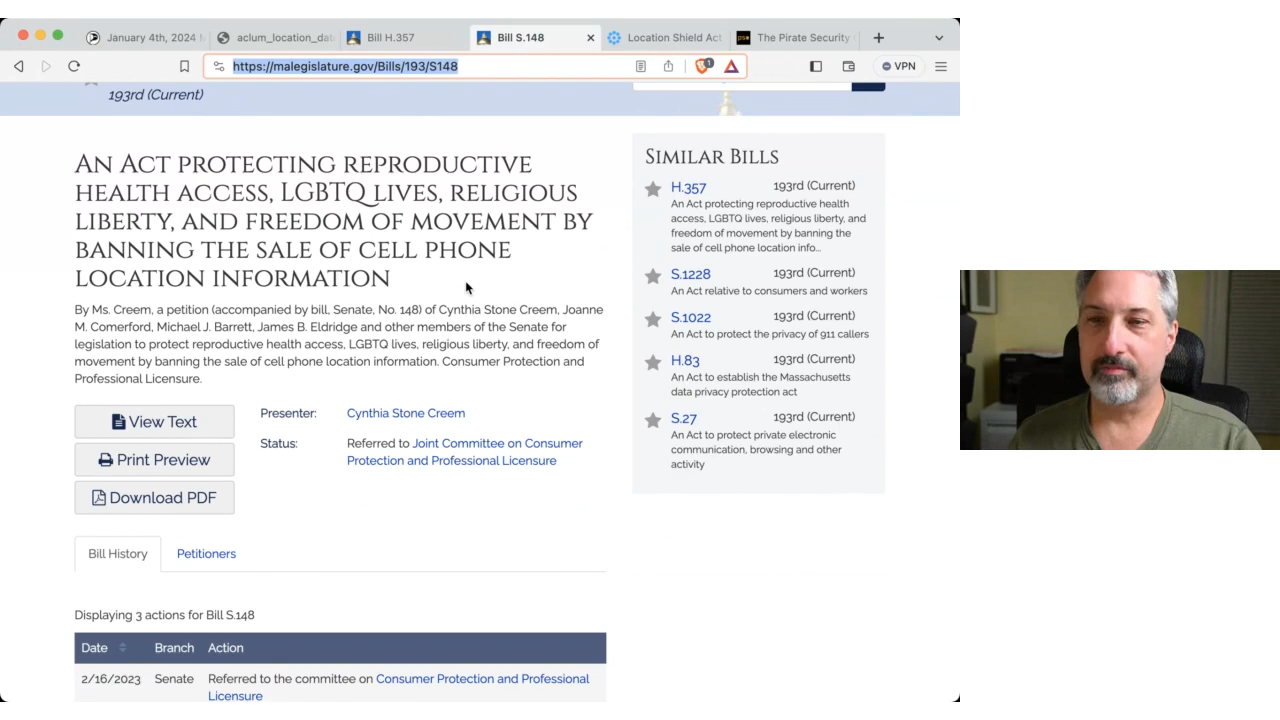 January 4th, 2024
aclum_location_dat
Bill H.357
Bill S.148
Location Shield Act
The Pirate Security
https://malegislature.gov/Bills/193/S148
1
VPN
193rd (Current)
An Act protecting reproductive
health access, LGBTQ lives, religious
liberty, and freedom of movement by
banning the sale of cell phone
location information
By Ms. Creem, a petition (accompanied by bill, Senate, No. 148) of Cynthia Stone Creem, Joanne
M. Comerford, Michael J. Barrett, James B. Eldridge and other members of the Senate for
legislation to protect reproductive health access, LGBTQ lives, religious liberty, and freedom of
movement by banning the sale of cell phone location information. Consumer Protection and
Professional Licensure.
View Text
Print Preview
Download PDF
Presenter: Cynthia Stone Creem
Status: Referred to Joint Committee on Consumer
Protection and Professional Licensure
Bill History
Petitioners
Displaying 3 actions for Bill S.148
Date Branch Action
2/16/2023 Senate Referred to the committee on Consumer Protection and Professional
Licensure
Similar Bills
H.357 193rd (Current)
An Act protecting reproductive health
access, LGBTQ lives, religious liberty, and
freedom of movement by banning the
sale of cell phone location info...
S.1228 193rd (Current)
An Act relative to consumers and workers
S.1022 193rd (Current)
An Act to protect the privacy of 911 callers
H.83 193rd (Current)
An Act to establish the Massachusetts
data privacy protection act
S.27 193rd (Current)
An Act to protect private electronic
communication, browsing and other
activity